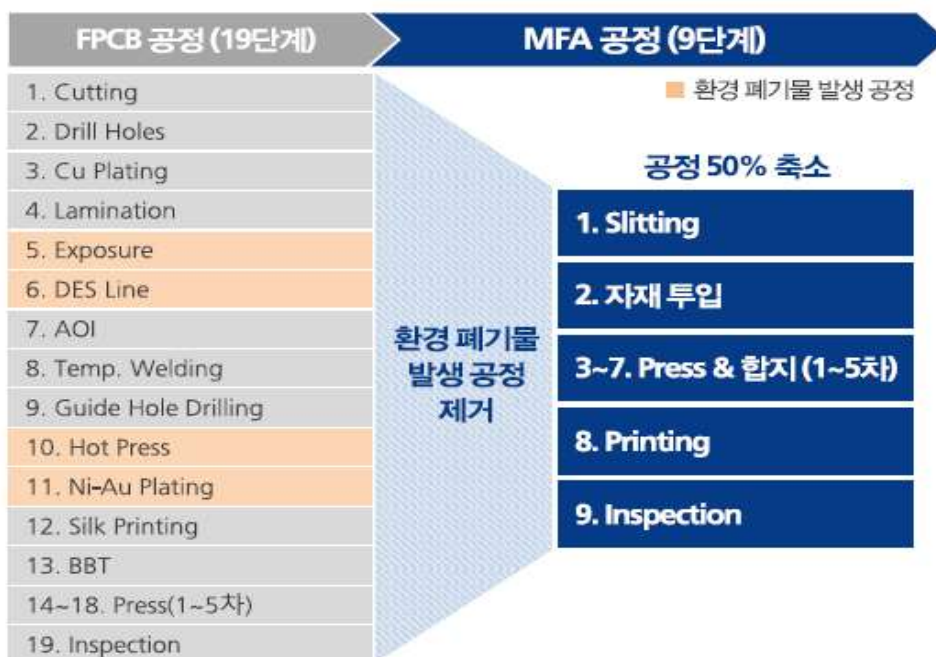 FPCB 공정 (19단계)
MFA 공정 (9단계)
1. Cutting
2. Drill Holes
3. Cu Plating
4. Lamination
5. Exposure
6. DES Line
7. AOI
8. Temp. Welding
9. Guide Hole Drilling
10. Hot Press
11. Ni-Au Plating
12. Silk Printing
13. BBT
14~18. Press(1~5차)
19. Inspection
환경 폐기물
발생 공정
제거
환경 폐기물 발생 공정
공정 50% 축소
1. Slitting
2. 자재 투입
3~7. Press & 합지 (1~5차)
8. Printing
9. Inspection